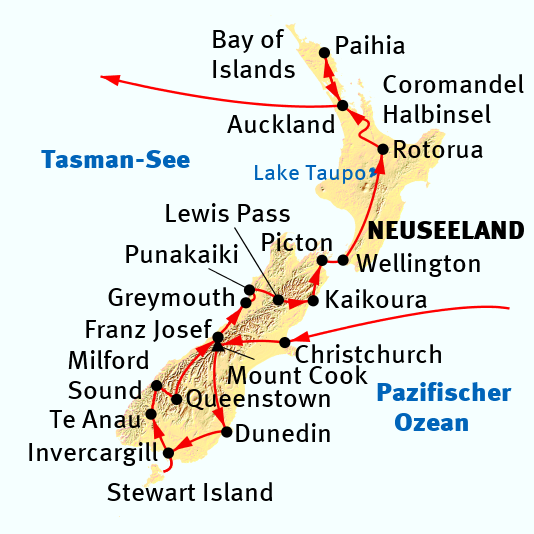 Bay of
Islands
Paihia
Coromandel
Halbinsel
Auckland
Rotorua
Tasman-See
Lake Taupo
Lewis Pass
NEUSEELAND
Picton
Punakaiki
Wellington
Greymouth
Kaikoura
Franz Josef
Christchurch
Milford
Sound
Mount Cook
Queenstown
Pazifischer
Ozean
Te Anau
Dunedin
Invercargill
Stewart Island